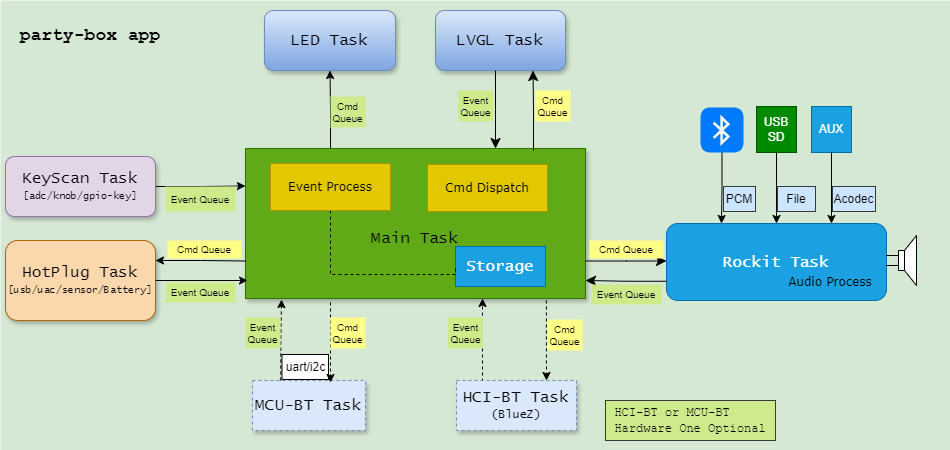 party-box app
LED Task
LVGL Task
Cmd
Queue
Event
Queue
Cmd
Queue
USB
SD
AUX
PCM
File
Acodec
KeyScan Task
[adc/knob/gpio-key]
Event Queue
Event Process
Cmd Dispatch
Main Task
Storage
HotPlug Task
[usb/uac/sensor/Battery]
Cmd Queue
Event Queue
Cmd Queue
Event Queue
Rockit Task
Audio Process
Event
Queue
Cmd
Queue
uart/i2c
MCU-BT Task
Event
Queue
Cmd
Queue
HCI-BT Task
(BlueZ)
HCI-BT or MCU-BT
Hardware One Optional